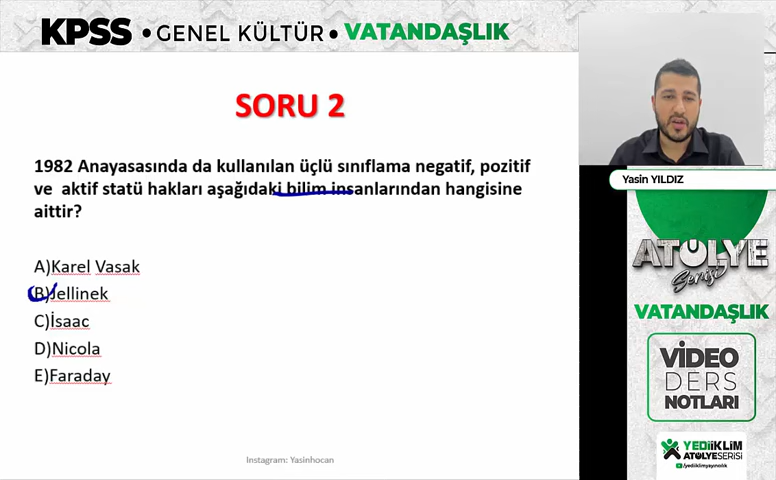 KPSS • GENEL KÜLTÜR • VATANDAŞLIK
SORU 2
1982 Anayasasında da kullanılan üçlü sınıflama negatif, pozitif
ve aktif statü hakları aşağıdaki bilim insanlarından hangisine
aittir?
A)Karel Vasak
B)Jellinek
C)İsaac
D)Nicola
E)Faraday
Instagram: Yasinhocan
Yasin YILDIZ
ATÖLYE
Serisi
VATANDAŞLIK
VİDEO
DERS
NOTLARI
YEDİİKLİM
ATÖLYESERİSİ
/yediiklimyayincilik